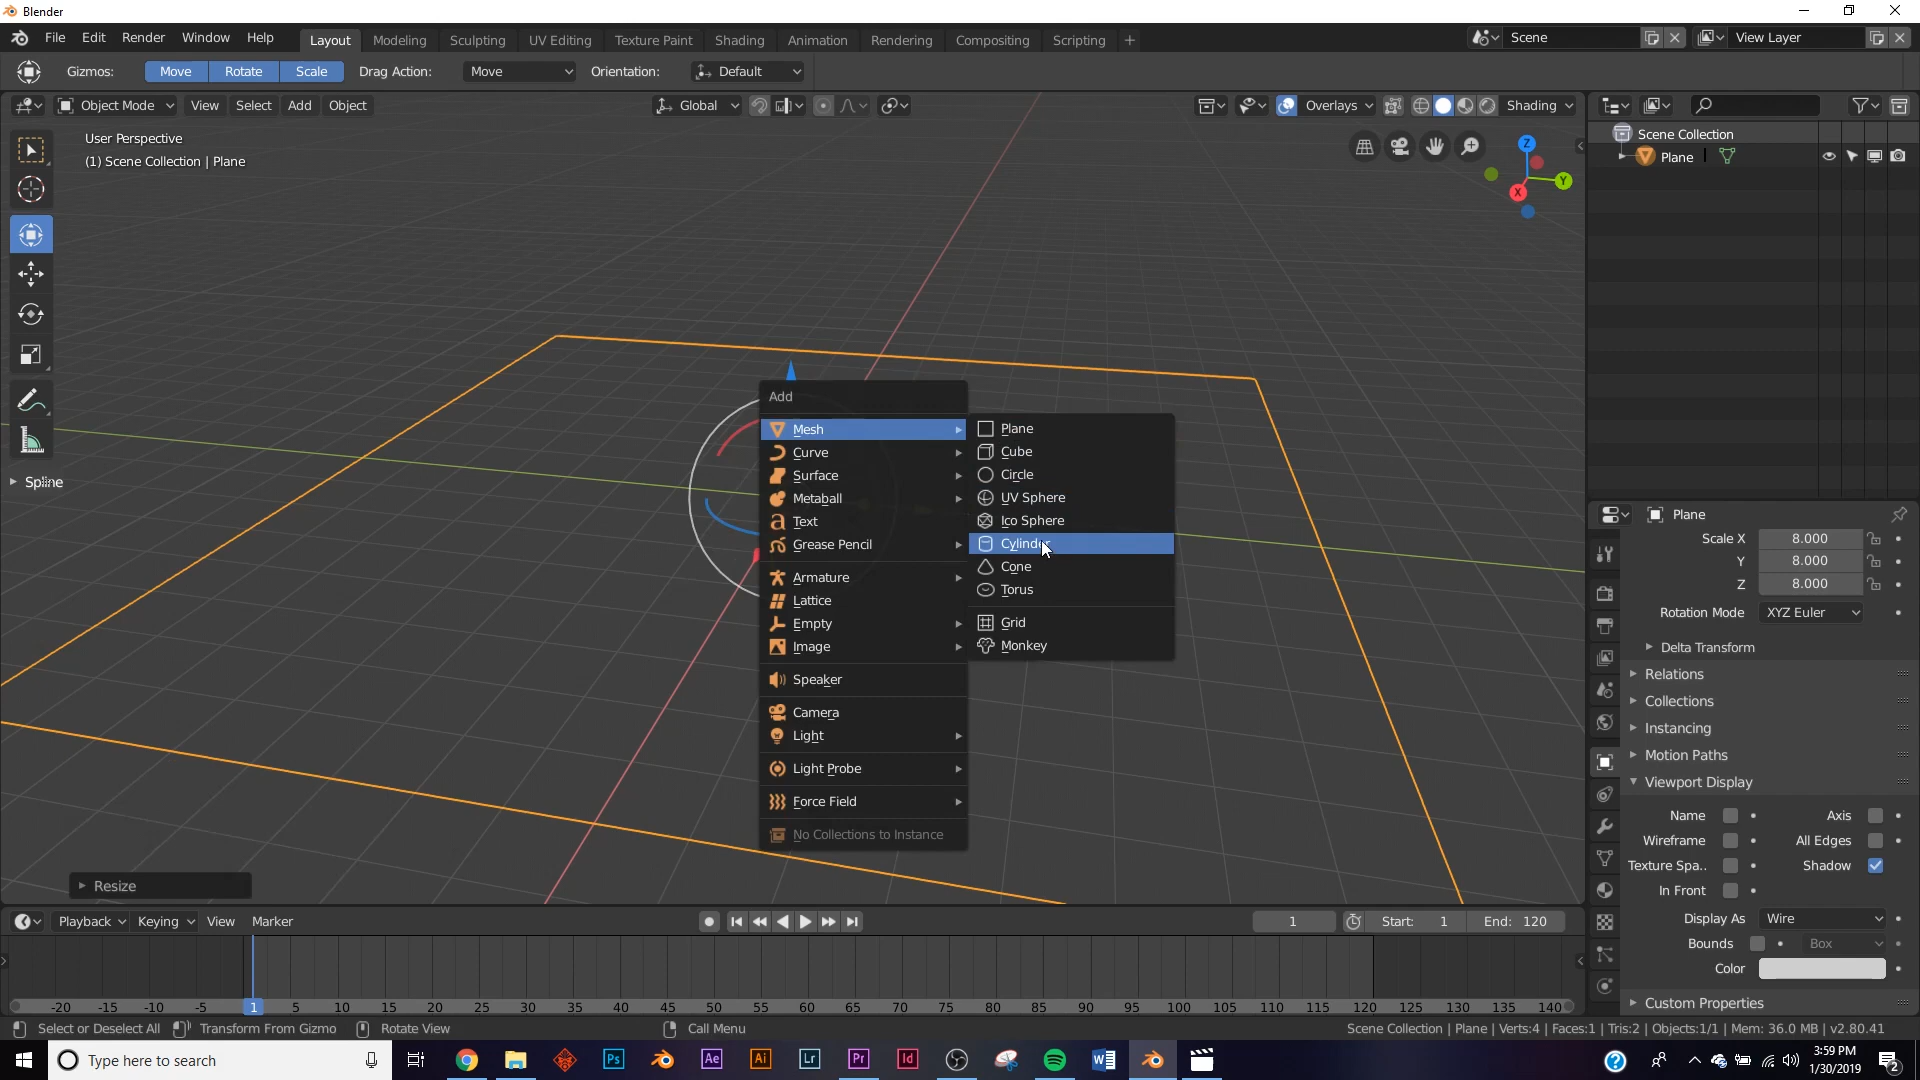 Blender
File Edit Render Window Help Layout Modeling Sculpting UV Editing Texture Paint Shading Animation Rendering Compositing Scripting + Scene View Layer
Gizmos: Move Rotate Scale Drag Action: Move Orientation: Default
Object Mode View Select Add Object Global Overlays Shading
User Perspective
(1) Scene Collection | Plane
Z
Y
X
Scene Collection
Plane
Add
Mesh
Curve
Surface
Metaball
Text
Grease Pencil
Armature
Lattice
Empty
Image
Speaker
Camera
Light
Light Probe
Force Field
No Collections to Instance
Plane
Cube
Circle
UV Sphere
Ico Sphere
Cylinder
Cone
Torus
Grid
Monkey
Spline
Resize
Plane
Scale X 8.000
Y 8.000
Z 8.000
Rotation Mode XYZ Euler
Delta Transform
Relations
Collections
Instancing
Motion Paths
Viewport Display
Name Axis
Wireframe All Edges
Texture Spa.. Shadow
In Front
Display As Wire
Bounds Box
Color
Custom Properties
Playback Keying View Marker 1 Start: 1 End: 120
-20 -15 -10 -5 1 5 10 15 20 25 30 35 40 45 50 55 60 65 70 75 80 85 90 95 100 105 110 115 120 125 130 135 140
Select or Deselect All Transform From Gizmo Rotate View Call Menu Scene Collection | Plane | Verts:4 | Faces:1 | Tris:2 | Objects:1/1 | Mem: 36.0 MB | v2.80.41
Type here to search Ps Ae Ai Lr Pr Id W
3:59 PM
1/30/2019
2